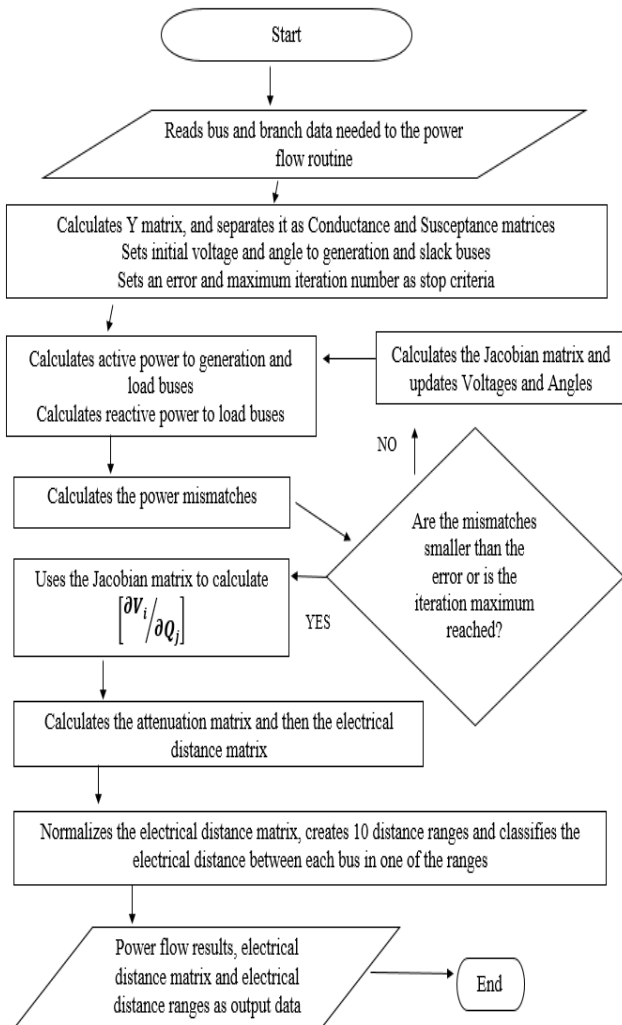 Start
Reads bus and branch data needed to the power
flow routine
Calculates Y matrix, and separates it as Conductance and Susceptance matrices
Sets initial voltage and angle to generation and slack buses
Sets an error and maximum iteration number as stop criteria
Calculates active power to generation and
load buses
Calculates reactive power to load buses
Calculates the Jacobian matrix and
updates Voltages and Angles
NO
Calculates the power mismatches
Are the mismatches
smaller than the
error or is the
iteration maximum
reached?
YES
Uses the Jacobian matrix to calculate
[∂Vᵢ/∂Qⱼ]
Calculates the attenuation matrix and then the electrical
distance matrix
Normalizes the electrical distance matrix, creates 10 distance ranges and classifies the
electrical distance between each bus in one of the ranges
Power flow results, electrical
distance matrix and electrical
distance ranges as output data
End